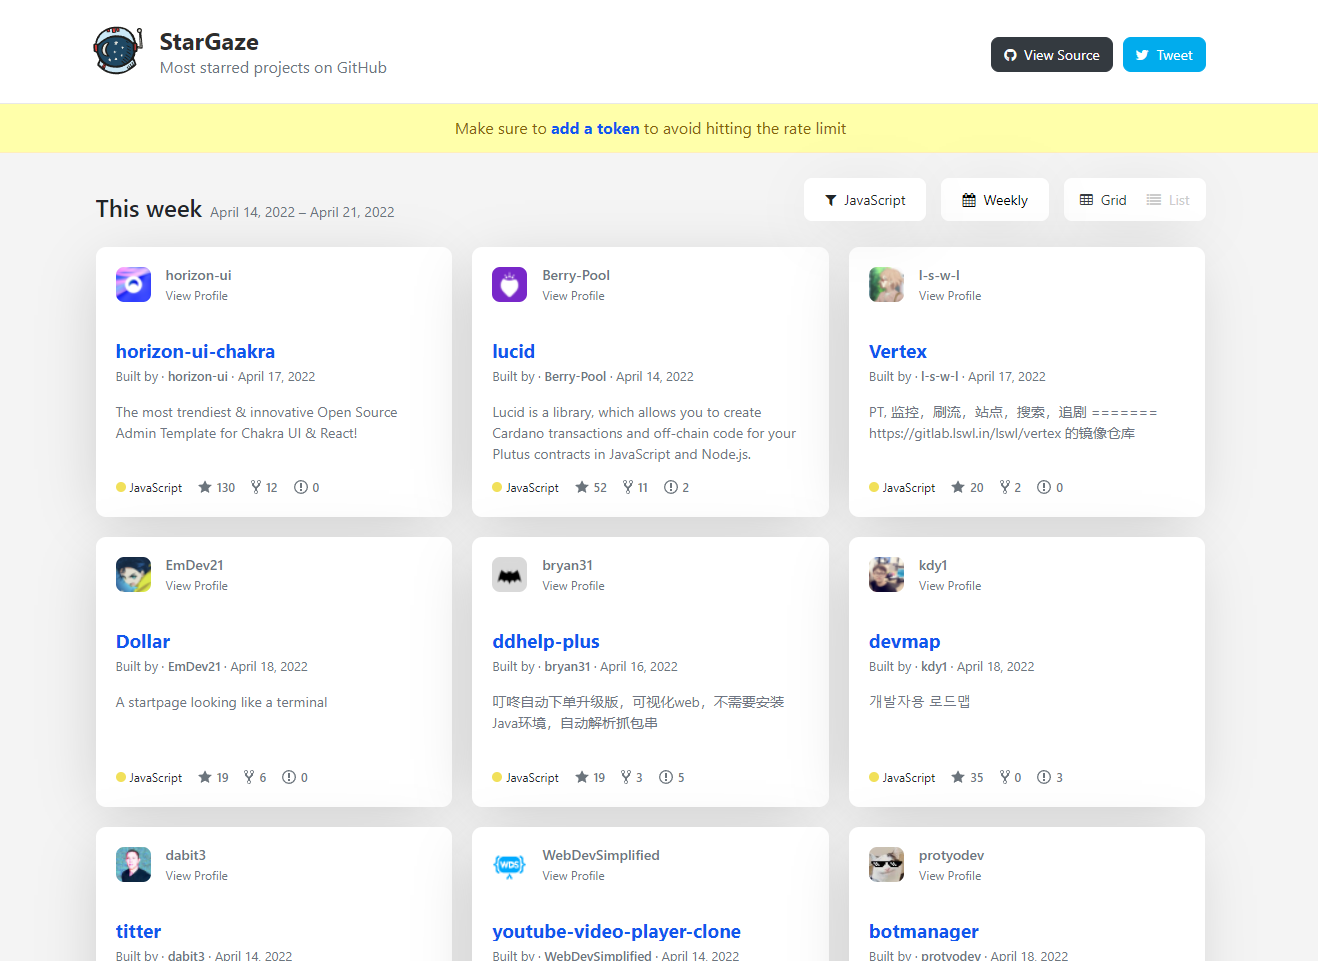 StarGaze
Most starred projects on GitHub
View Source
Tweet
Make sure to add a token to avoid hitting the rate limit
This week April 14, 2022 – April 21, 2022
JavaScript
Weekly
Grid
List
horizon-ui
View Profile
horizon-ui-chakra
Built by · horizon-ui · April 17, 2022
The most trendiest & innovative Open Source
Admin Template for Chakra UI & React!
JavaScript 130 12 0
Berry-Pool
View Profile
lucid
Built by · Berry-Pool · April 14, 2022
Lucid is a library, which allows you to create
Cardano transactions and off-chain code for your
Plutus contracts in JavaScript and Node.js.
JavaScript 52 11 2
l-s-w-l
View Profile
Vertex
Built by · l-s-w-l · April 17, 2022
PT, 监控，刷流，站点，搜索，追剧 =======
https://gitlab.lswl.in/lswl/vertex 的镜像仓库
JavaScript 20 2 0
EmDev21
View Profile
Dollar
Built by · EmDev21 · April 18, 2022
A startpage looking like a terminal
JavaScript 19 6 0
bryan31
View Profile
ddhelp-plus
Built by · bryan31 · April 16, 2022
叮咚自动下单升级版，可视化web，不需要安装
Java环境，自动解析抓包串
JavaScript 19 3 5
kdy1
View Profile
devmap
Built by · kdy1 · April 18, 2022
개발자용 로드맵
JavaScript 35 0 3
dabit3
View Profile
titter
Built by · dabit3 · April 14, 2022
WDS
WebDevSimplified
View Profile
youtube-video-player-clone
Built by · WebDevSimplified · April 14, 2022
protyodev
View Profile
botmanager
Built by · protyodev · April 18, 2022